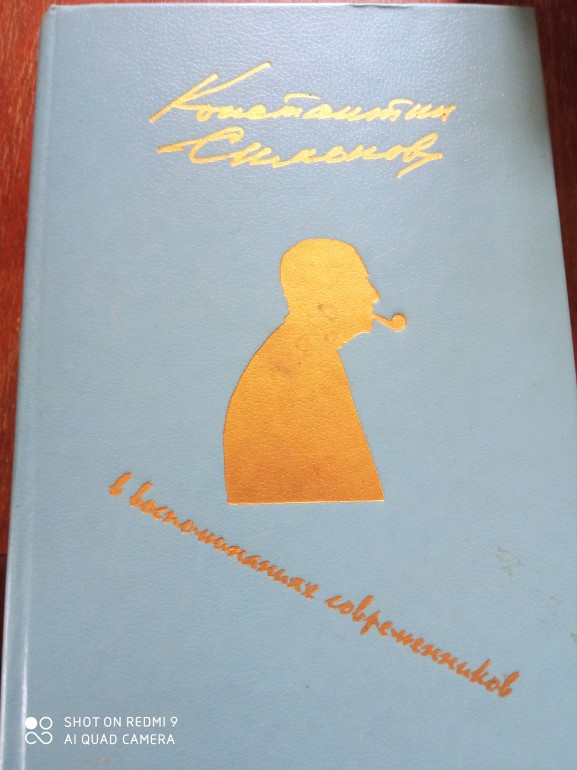 Константин
Симонов
в воспоминаниях современников
SHOT ON REDMI 9
AI QUAD CAMERA